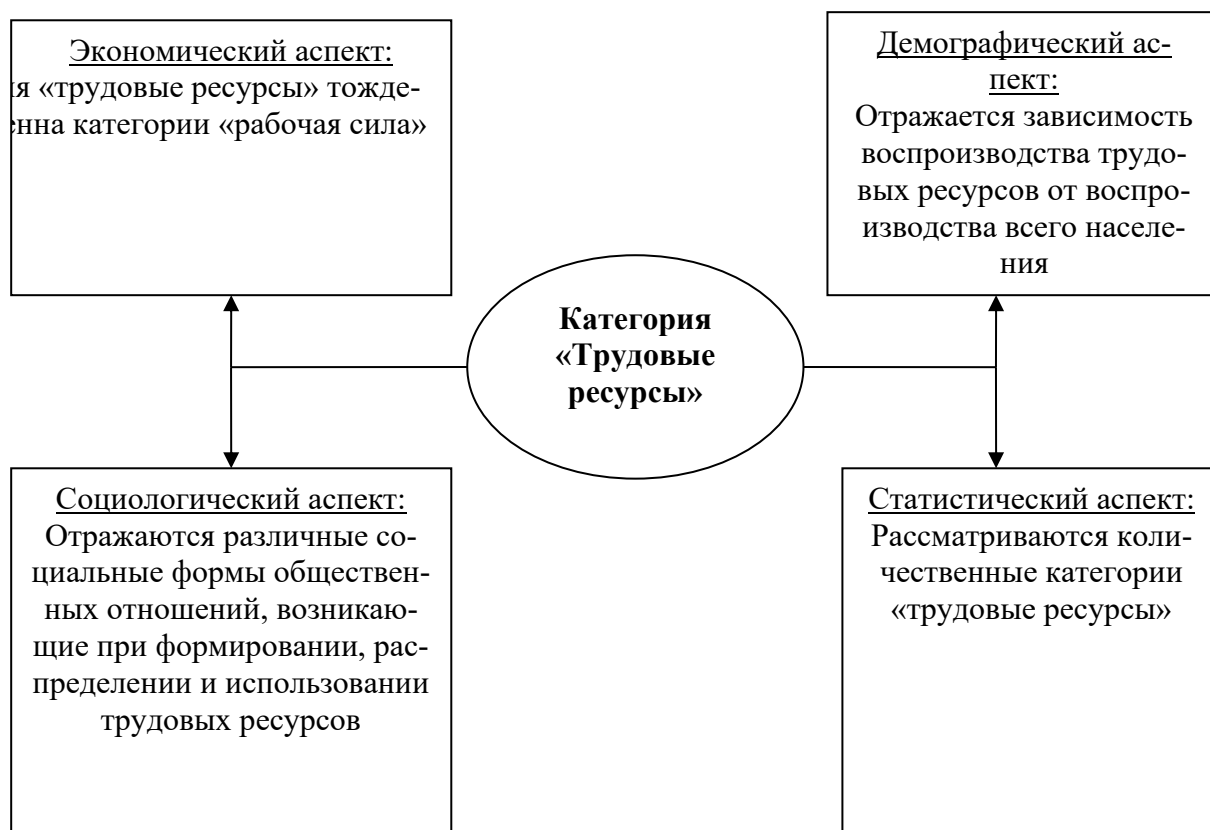 Экономический аспект:
я «трудовые ресурсы» тожде-
енна категории «рабочая сила»
Демографический ас-
пект:
Отражается зависимость
воспроизводства трудо-
вых ресурсов от воспро-
изводства всего населе-
ния
Категория
«Трудовые
ресурсы»
Социологический аспект:
Отражаются различные со-
циальные формы обществен-
ных отношений, возникаю-
щие при формировании, рас-
пределении и использовании
трудовых ресурсов
Статистический аспект:
Рассматриваются коли-
чественные категории
«трудовые ресурсы»